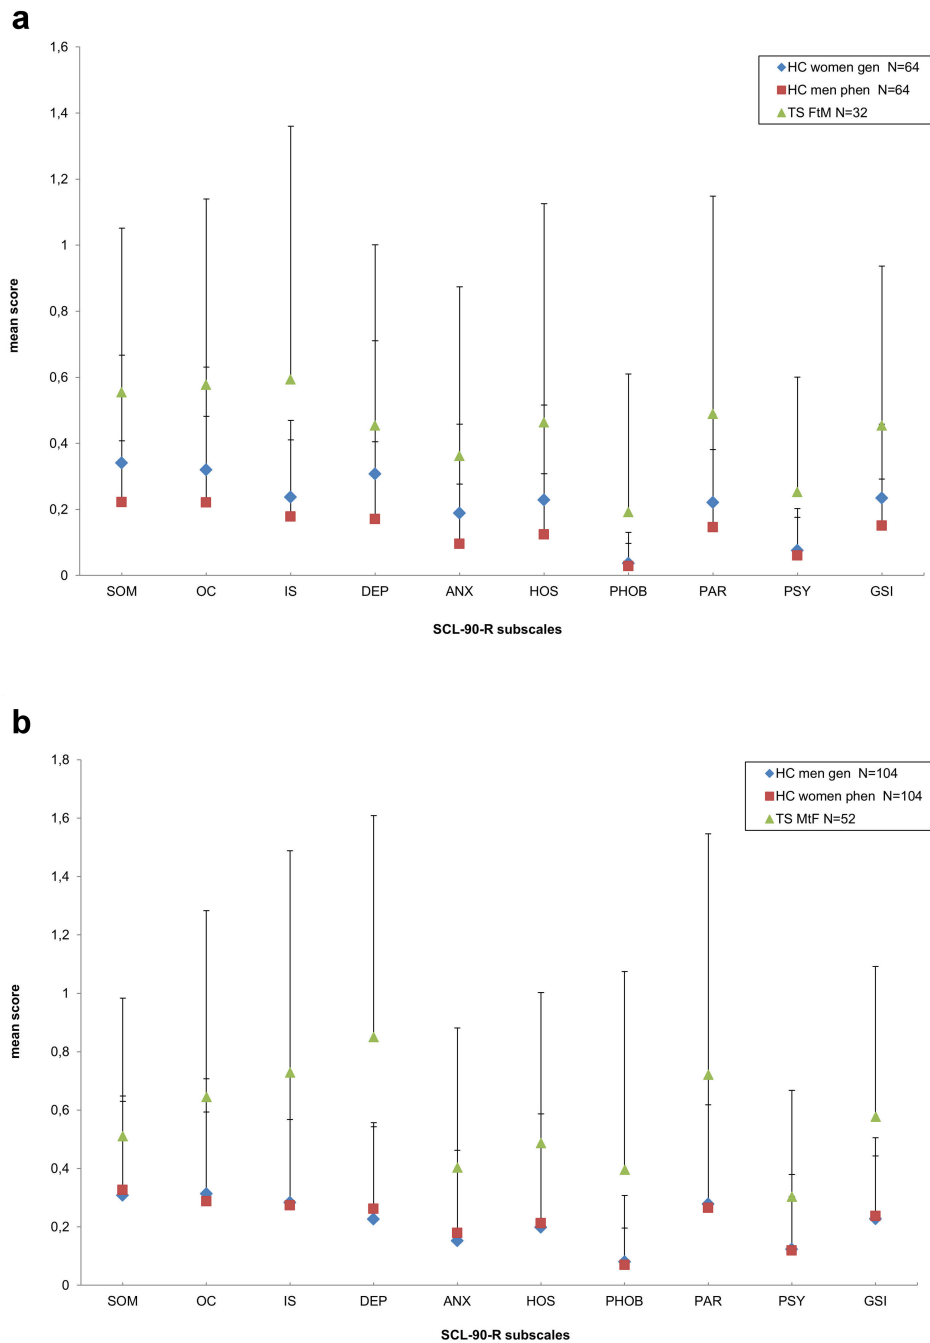 a
1,6
1,4
1,2
1
0,8
0,6
0,4
0,2
0
mean score
HC women gen N=64
HC men phen N=64
TS FtM N=32
SOM OC IS DEP ANX HOS PHOB PAR PSY GSI
SCL-90-R subscales
b
1,8
1,6
1,4
1,2
1
0,8
0,6
0,4
0,2
0
mean score
HC men gen N=104
HC women phen N=104
TS MtF N=52
SOM OC IS DEP ANX HOS PHOB PAR PSY GSI
SCL-90-R subscales